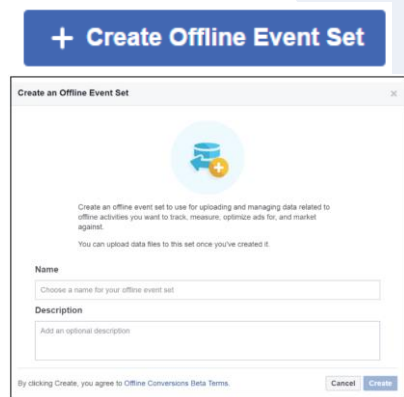 + Create Offline Event Set
Create an Offline Event Set ×
Create an offline event set to use for uploading and managing data related to
offline activities you want to track, measure, optimize ads for, and market
against.
You can upload data files to this set once you've created it.
Name
Choose a name for your offline event set
Description
Add an optional description
By clicking Create, you agree to Offline Conversions Beta Terms. Cancel Create